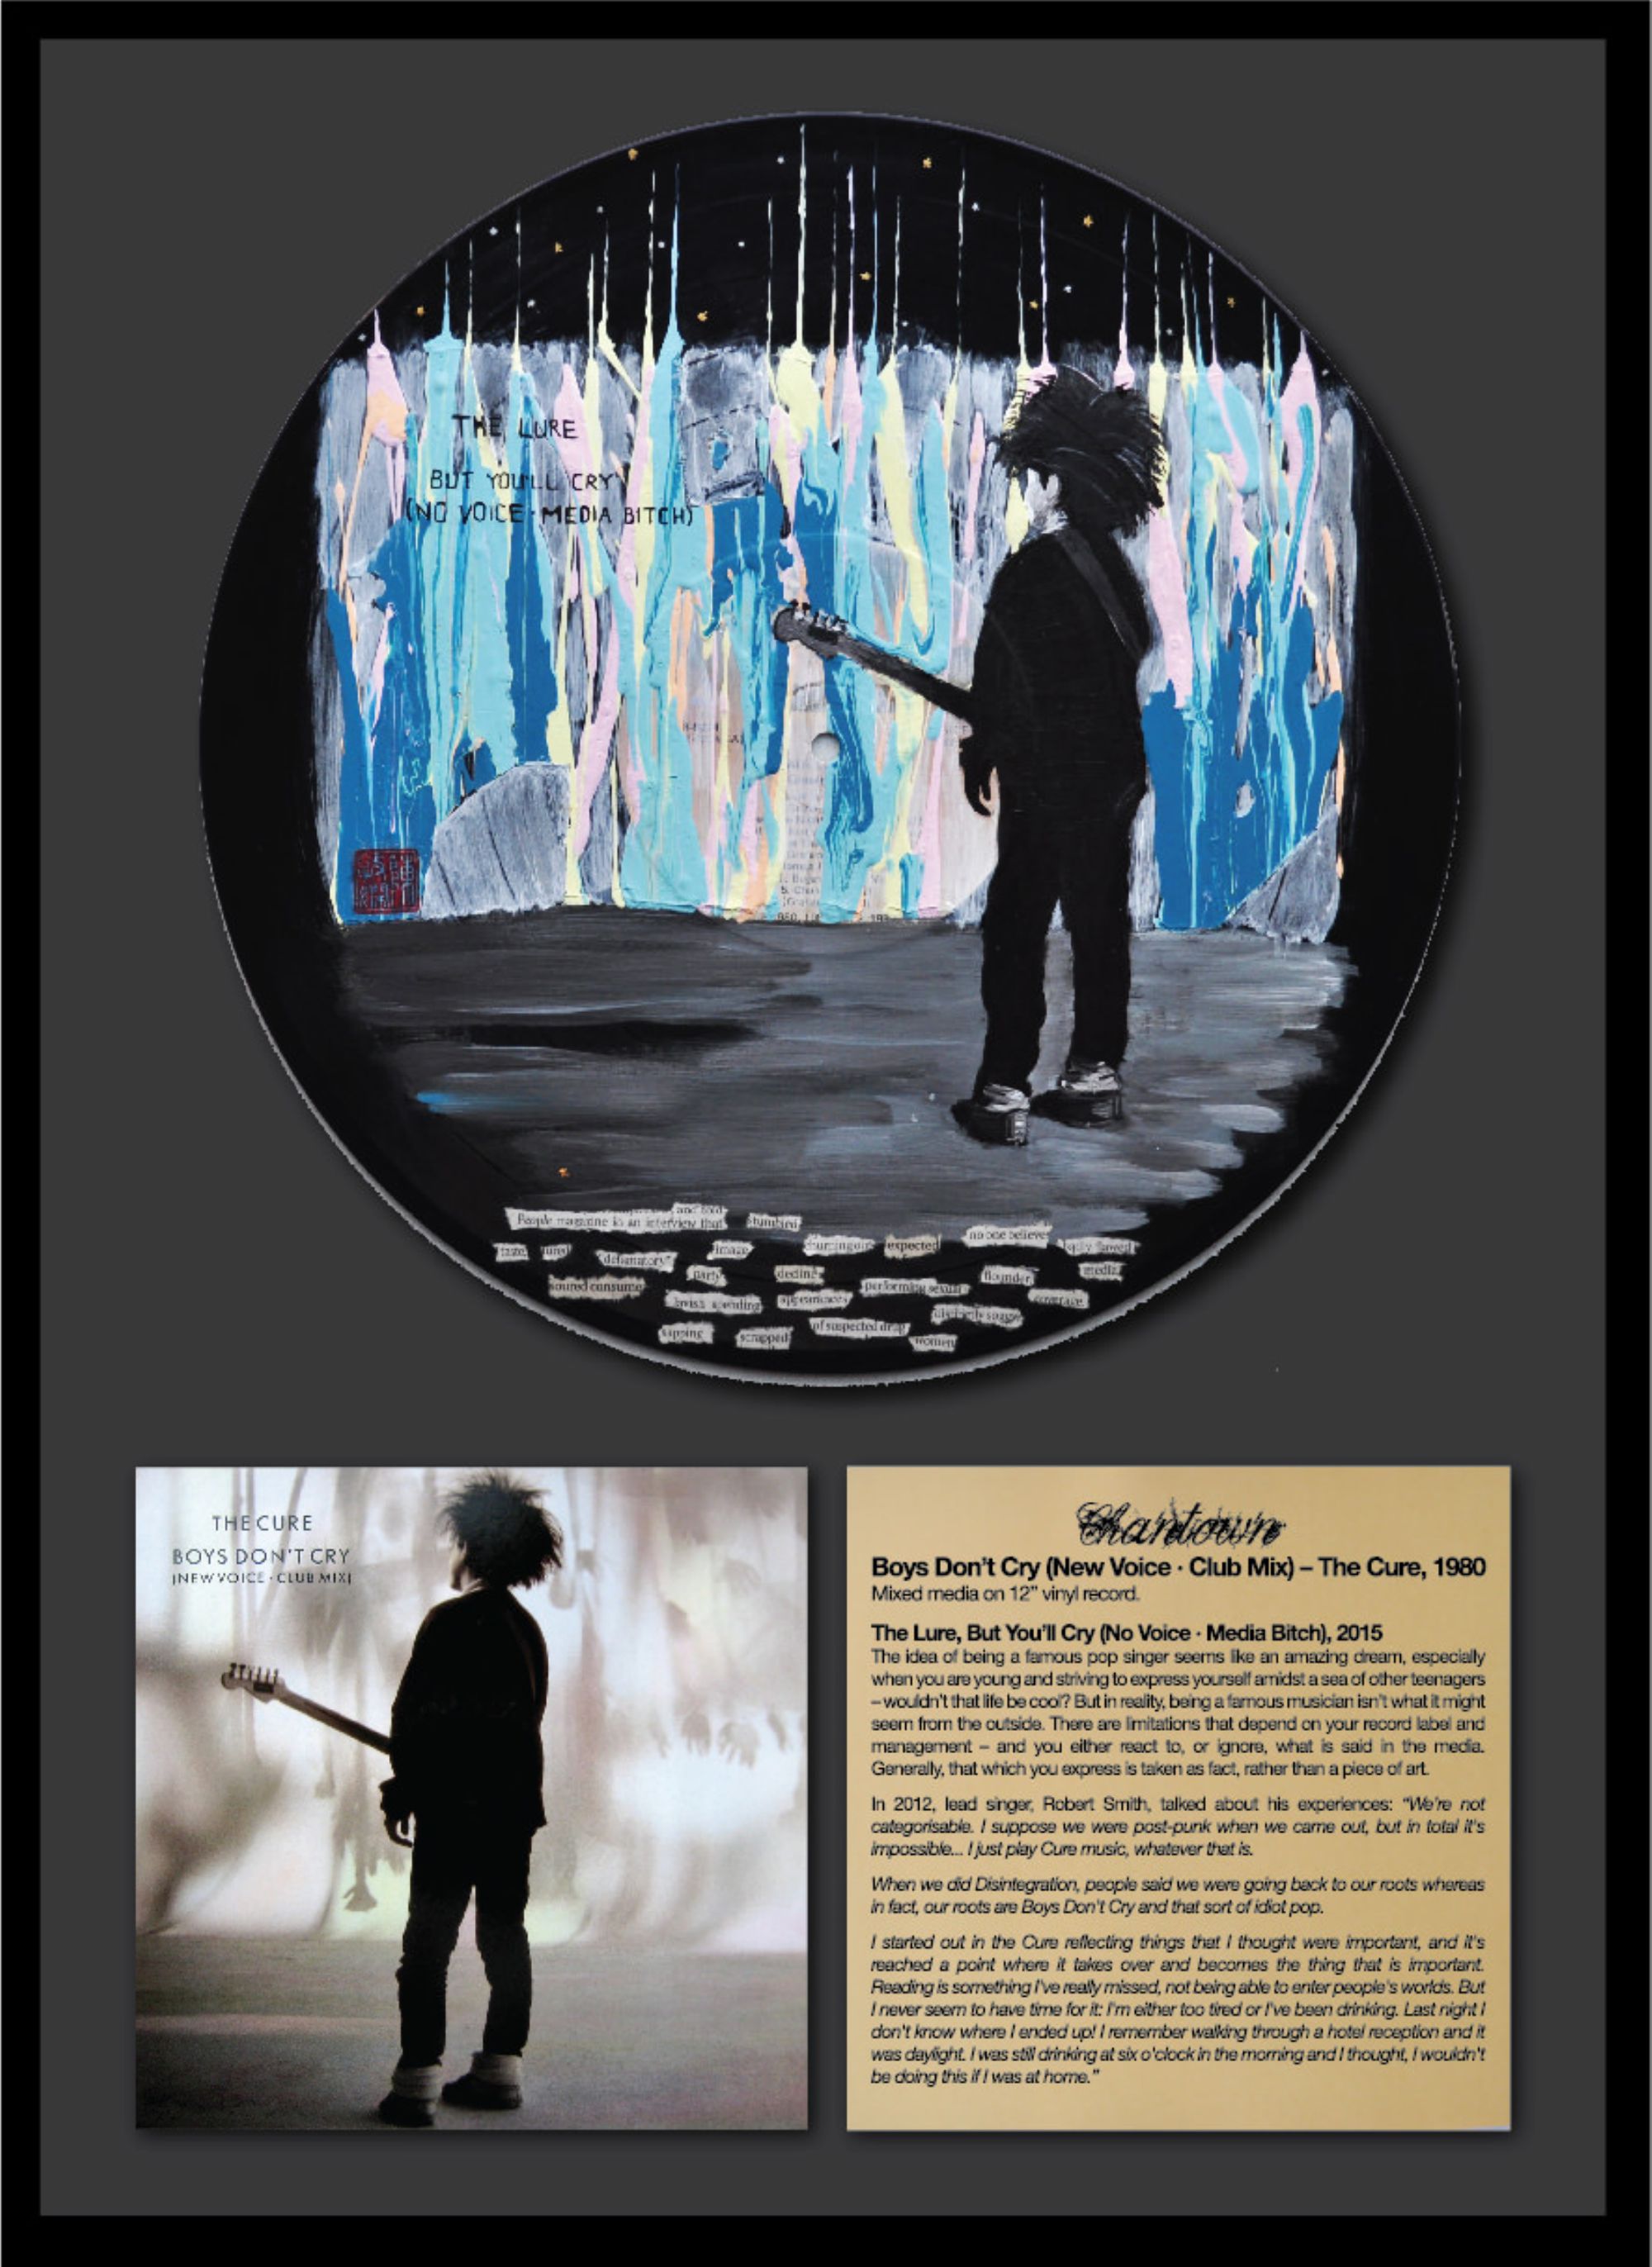 THE LURE
BUT YOU'LL CRY
(NO VOICE · MEDIA BITCH)
and told
People magazine in an interview that
stumbled
no one believes
taste
"defamatory"
image
expected
party
decline
media
soured consume
performing sexual
flounder
lavish spending
appearances
coverage
sapping
scrapped
of suspected drug
women
THE CURE
BOYS DON'T CRY
(NEW VOICE · CLUB MIX)
Chantown
Boys Don't Cry (New Voice · Club Mix) – The Cure, 1980
Mixed media on 12” vinyl record.
The Lure, But You'll Cry (No Voice · Media Bitch), 2015
The idea of being a famous pop singer seems like an amazing dream, especially
when you are young and striving to express yourself amidst a sea of other teenagers
– wouldn't that life be cool? But in reality, being a famous musician isn't what it might
seem from the outside. There are limitations that depend on your record label and
management – and you either react to, or ignore, what is said in the media.
Generally, that which you express is taken as fact, rather than a piece of art.
In 2012, lead singer, Robert Smith, talked about his experiences: “We're not
categorisable. I suppose we were post-punk when we came out, but in total it's
impossible... I just play Cure music, whatever that is.
When we did Disintegration, people said we were going back to our roots whereas
in fact, our roots are Boys Don't Cry and that sort of idiot pop.
I started out in the Cure reflecting things that I thought were important, and it's
reached a point where it takes over and becomes the thing that is important.
Reading is something I've really missed, not being able to enter people's worlds. But
I never seem to have time for it: I'm either too tired or I've been drinking. Last night I
don't know where I ended up! I remember walking through a hotel reception and it
was daylight. I was still drinking at six o'clock in the morning and I thought, I wouldn't
be doing this if I was at home.”